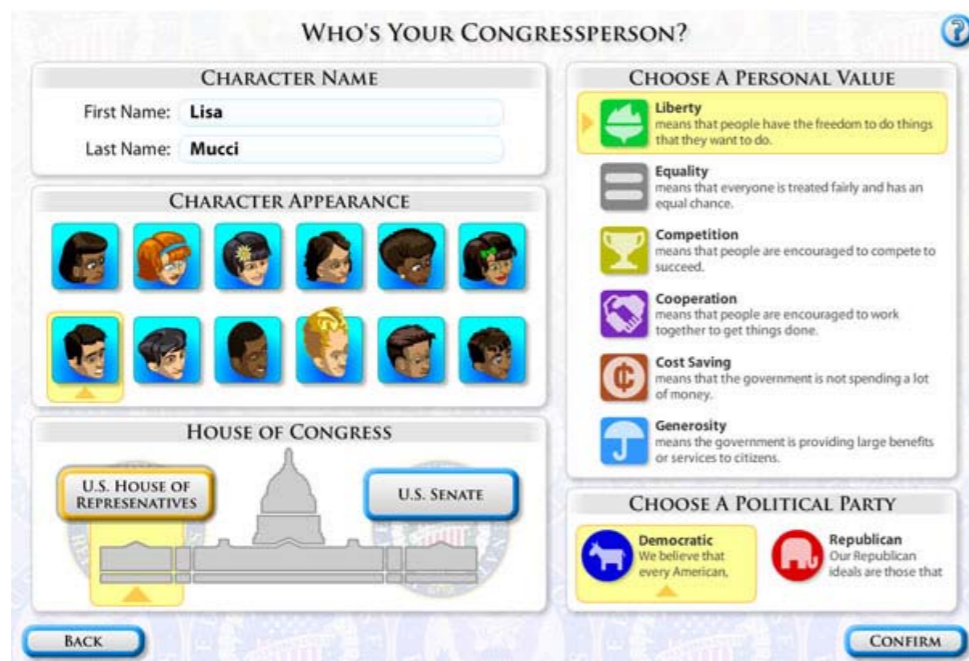 WHO'S YOUR CONGRESSPERSON?
CHARACTER NAME
First Name: Lisa
Last Name: Mucci
CHARACTER APPEARANCE
HOUSE OF CONGRESS
U.S. HOUSE OF
REPRESENATIVES
U.S. SENATE
CHOOSE A PERSONAL VALUE
Liberty
means that people have the freedom to do things
that they want to do.
Equality
means that everyone is treated fairly and has an
equal chance.
Competition
means that people are encouraged to compete to
succeed.
Cooperation
means that people are encouraged to work
together to get things done.
Cost Saving
means that the government is not spending a lot
of money.
Generosity
means the government is providing large benefits
or services to citizens.
CHOOSE A POLITICAL PARTY
Democratic
We believe that
every American,
Republican
Our Republican
ideals are those that
BACK
CONFIRM